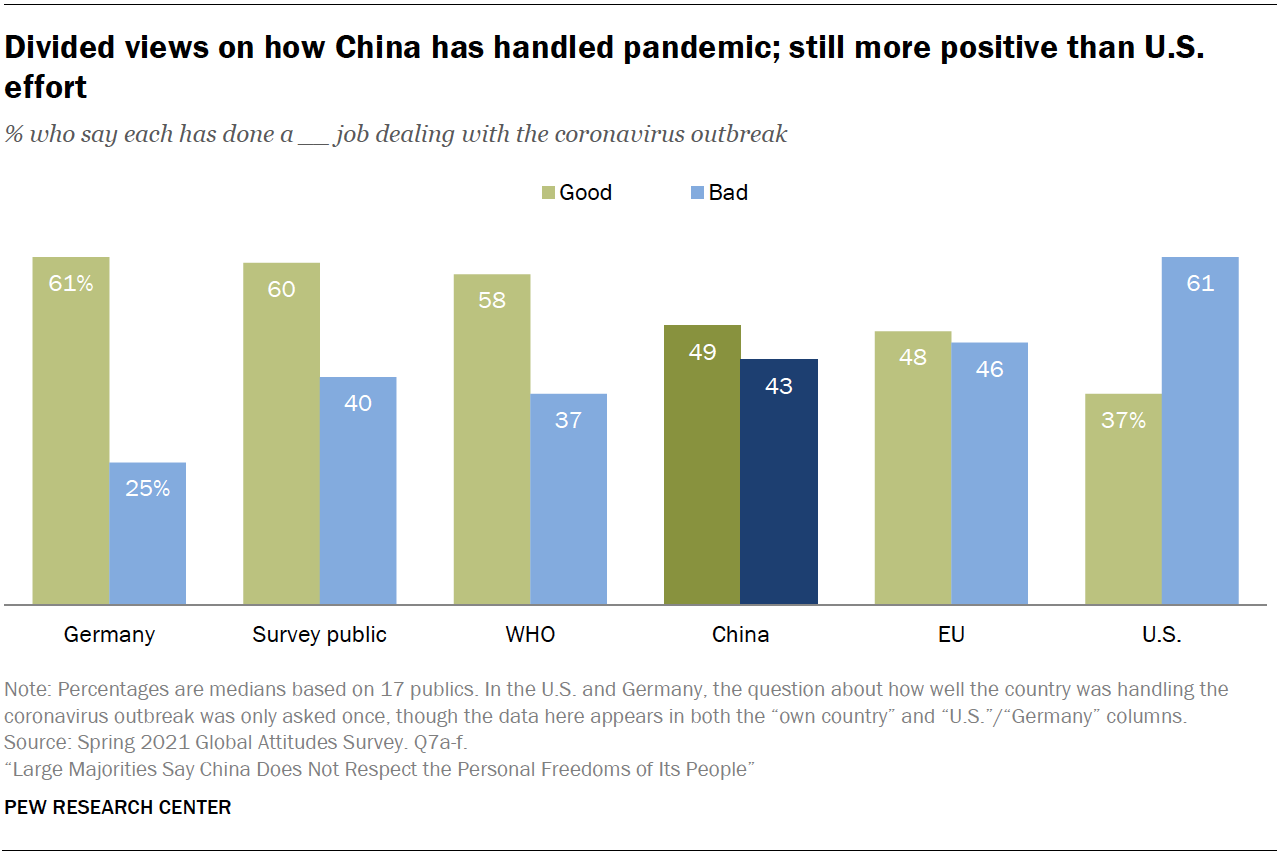 Divided views on how China has handled pandemic; still more positive than U.S.
effort
% who say each has done a __ job dealing with the coronavirus outbreak
Good Bad
61% 25% 60 40 58 37 49 43 48 46 37% 61
Germany Survey public WHO China EU U.S.
Note: Percentages are medians based on 17 publics. In the U.S. and Germany, the question about how well the country was handling the
coronavirus outbreak was only asked once, though the data here appears in both the “own country” and “U.S.”/“Germany” columns.
Source: Spring 2021 Global Attitudes Survey. Q7a-f.
“Large Majorities Say China Does Not Respect the Personal Freedoms of Its People”
PEW RESEARCH CENTER